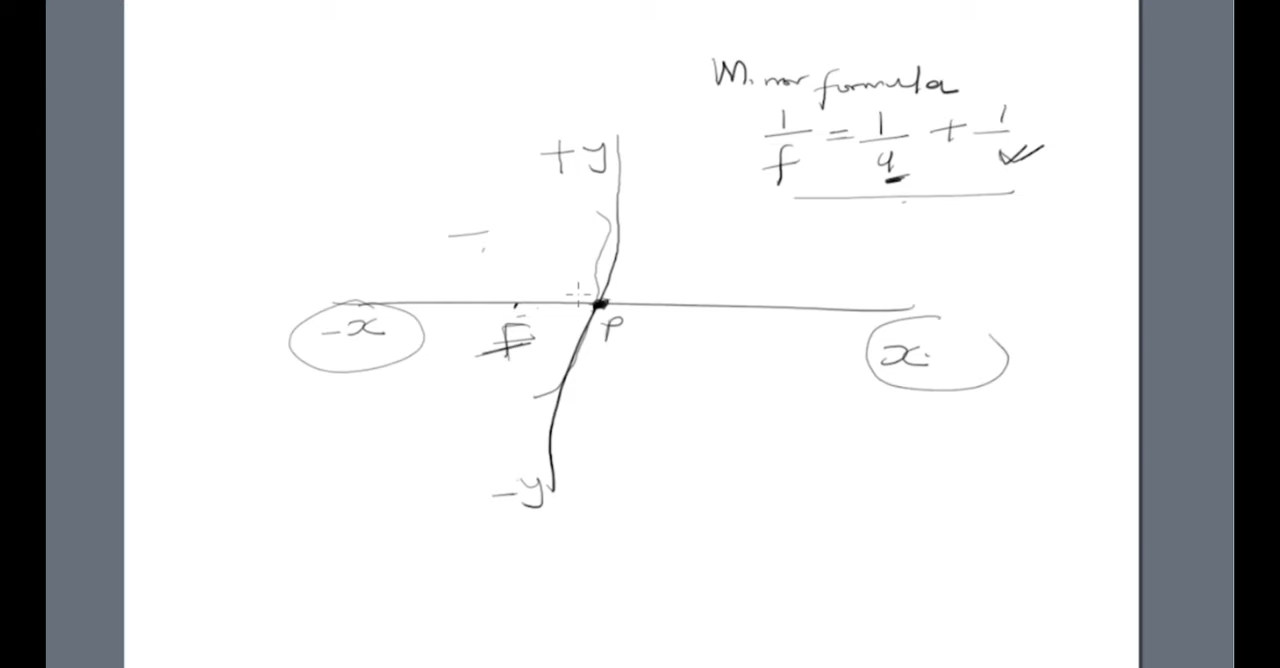 Mirror formula
1/f = 1/u + 1/v
+y
-
-x
F
P
x
-y